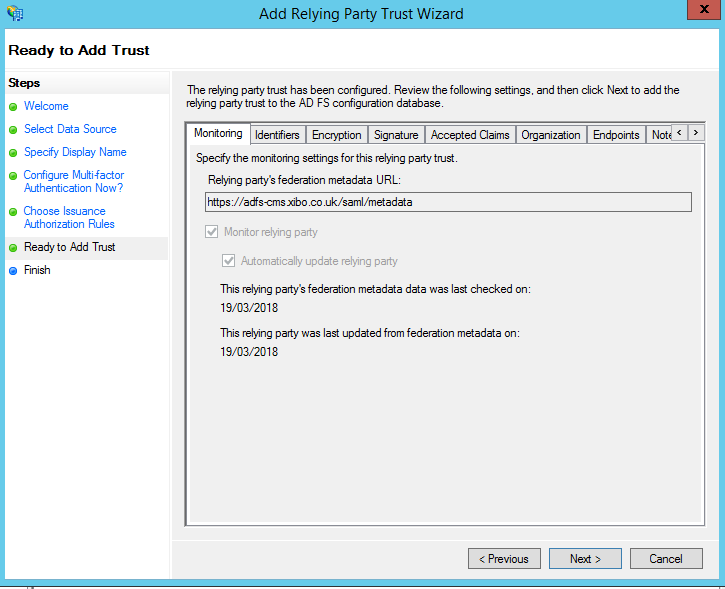 Add Relying Party Trust Wizard
x
Ready to Add Trust
Steps
Welcome
Select Data Source
Specify Display Name
Configure Multi-factor
Authentication Now?
Choose Issuance
Authorization Rules
Ready to Add Trust
Finish
The relying party trust has been configured. Review the following settings, and then click Next to add the
relying party trust to the AD FS configuration database.
Monitoring Identifiers Encryption Signature Accepted Claims Organization Endpoints Note < >
Specify the monitoring settings for this relying party trust.
Relying party's federation metadata URL:
https://adfs-cms.xibo.co.uk/saml/metadata
Monitor relying party
Automatically update relying party
This relying party's federation metadata data was last checked on:
19/03/2018
This relying party was last updated from federation metadata on:
19/03/2018
< Previous Next > Cancel